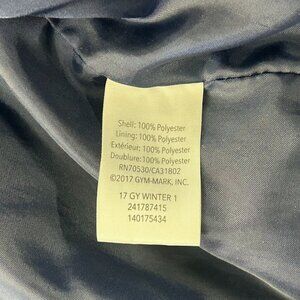 Shell: 100% Polyester
Lining: 100% Polyester
Extérieur: 100% Polyester
Doublure: 100% Polyester
RN70530/CA31802
©2017 GYM-MARK, INC.
17 GY WINTER 1
241787415
140175434